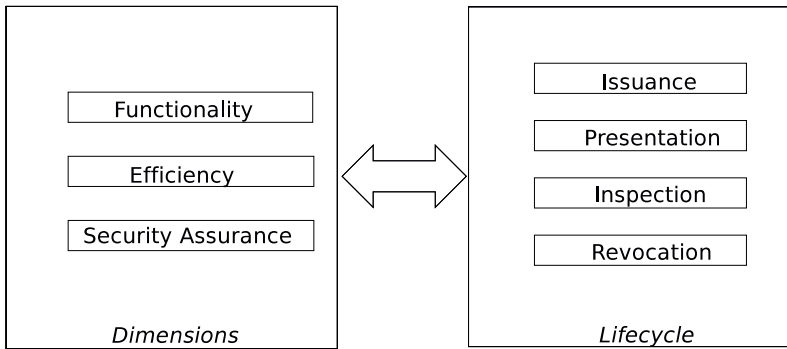 Functionality
Efficiency
Security Assurance
Dimensions
Issuance
Presentation
Inspection
Revocation
Lifecycle